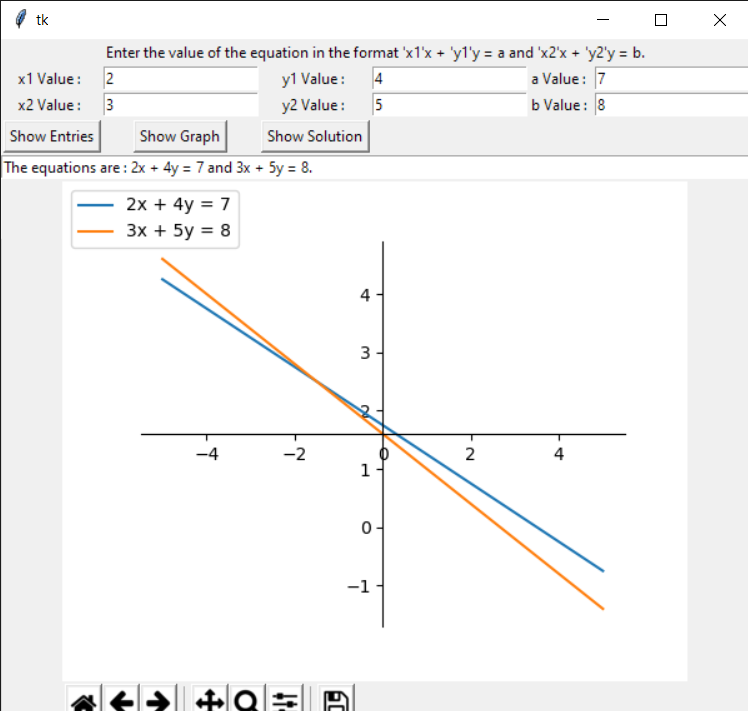 tk
Enter the value of the equation in the format 'x1'x + 'y1'y = a and 'x2'x + 'y2'y = b.
x1 Value : 2 y1 Value : 4 a Value : 7
x2 Value : 3 y2 Value : 5 b Value : 8
Show Entries Show Graph Show Solution
The equations are : 2x + 4y = 7 and 3x + 5y = 8.
2x + 4y = 7
3x + 5y = 8
4
3
2
−4 −2 0 2 4
1
0
−1